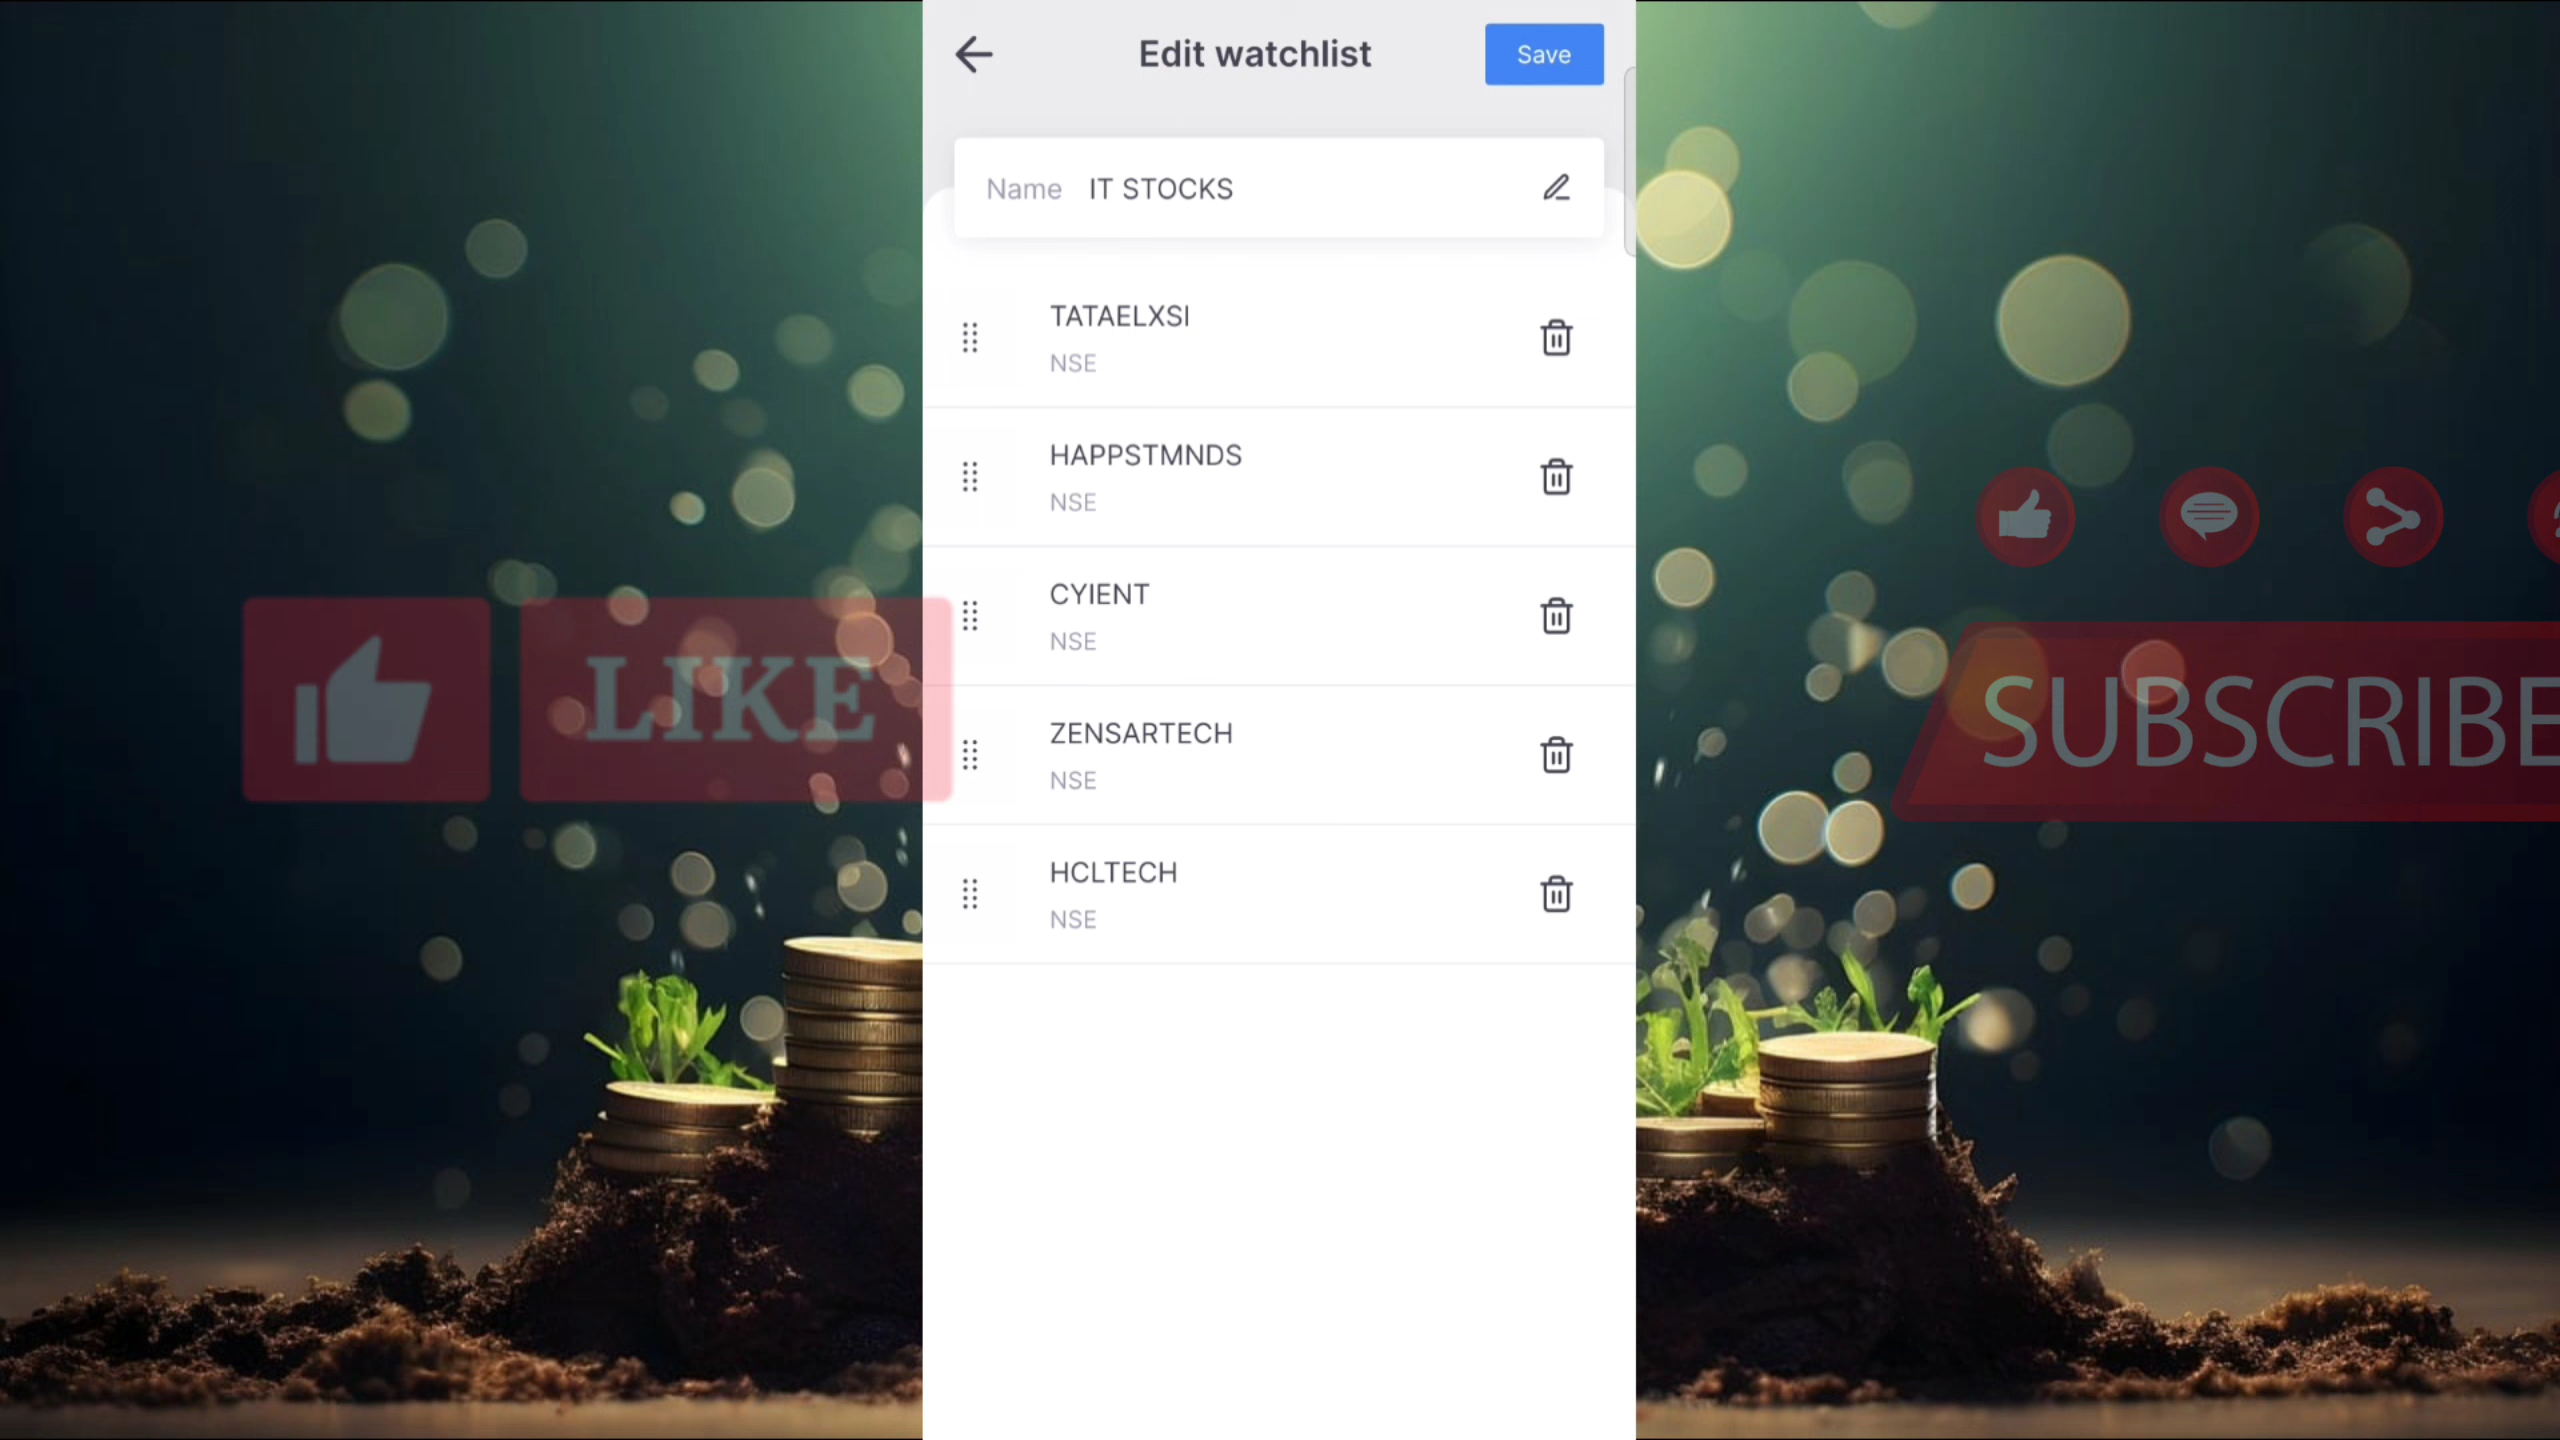 Edit watchlist
Save
Name IT STOCKS
TATAELXSI
NSE
HAPPSTMNDS
NSE
CYIENT
NSE
ZENSARTECH
NSE
HCLTECH
NSE
LIKE
SUBSCRIBE